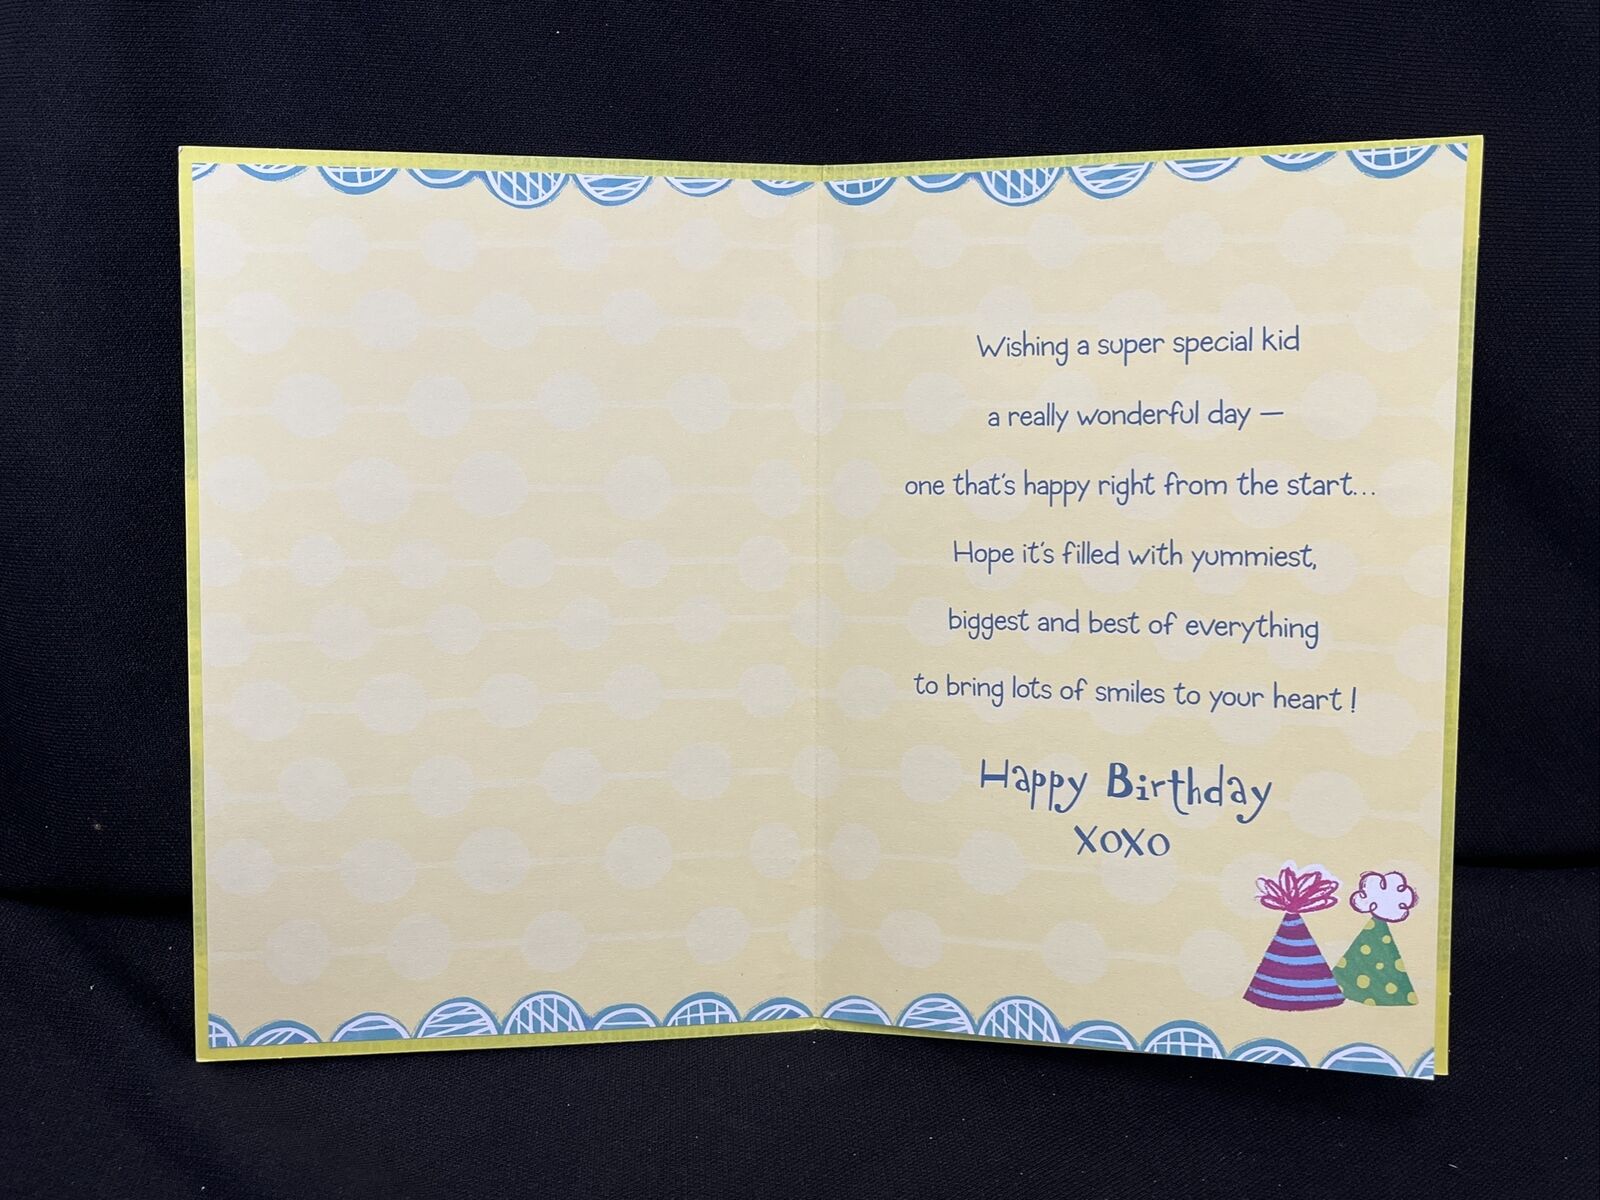 Wishing a super special kid
a really wonderful day —
one that's happy right from the start...
Hope it's filled with yummiest,
biggest and best of everything
to bring lots of smiles to your heart!
Happy Birthday
XOXO